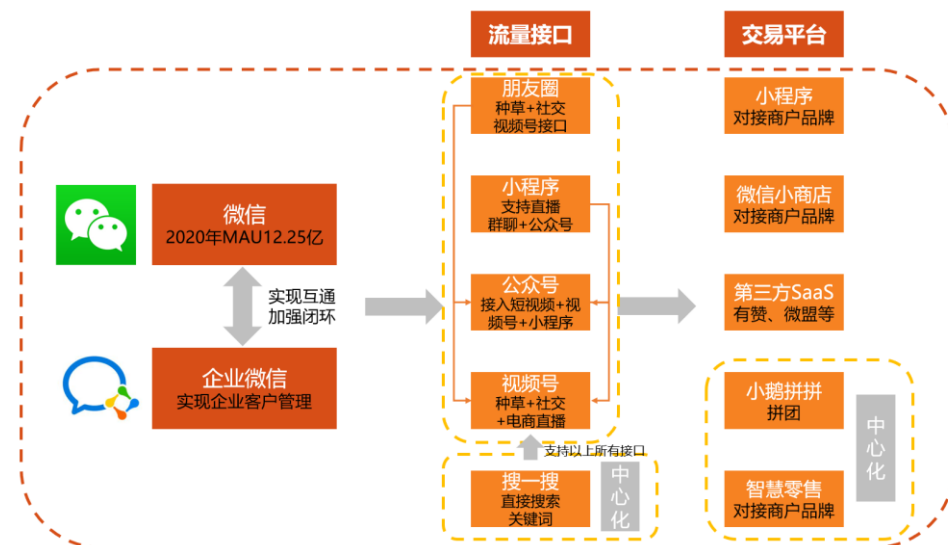 流量接口
交易平台
朋友圈
种草+社交
视频号接口
小程序
对接商户品牌
微信
2020年MAU12.25亿
小程序
支持直播
群聊+公众号
微信小商店
对接商户品牌
实现互通
加强闭环
公众号
接入短视频+视
频号+小程序
第三方SaaS
有赞、微盟等
企业微信
实现企业客户管理
视频号
种草+社交
+电商直播
小鹅拼拼
拼团
中心化
支持以上所有接口
搜一搜
直接搜索
关键词
中心化
智慧零售
对接商户品牌